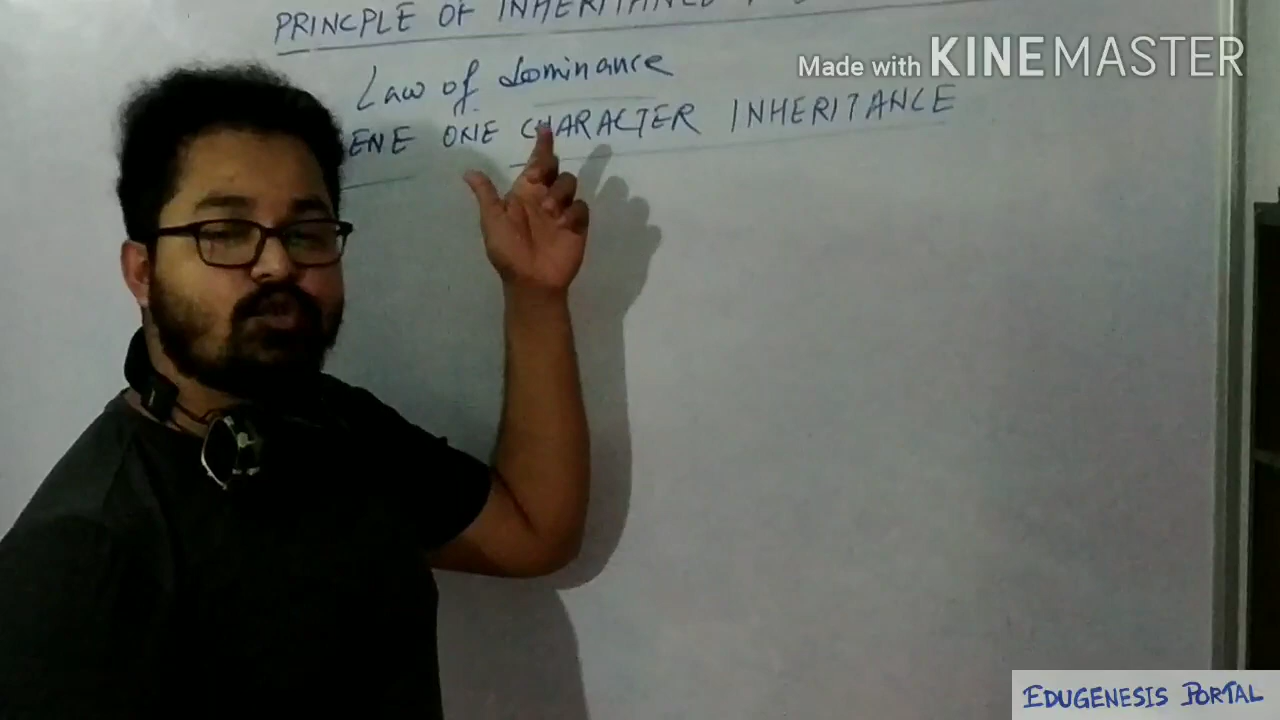 PRINCPLE OF INHERITANCE
Made with KINEMASTER
Law of dominance
ENE ONE CHARACTER INHERITANCE
EDUGENESIS PORTAL